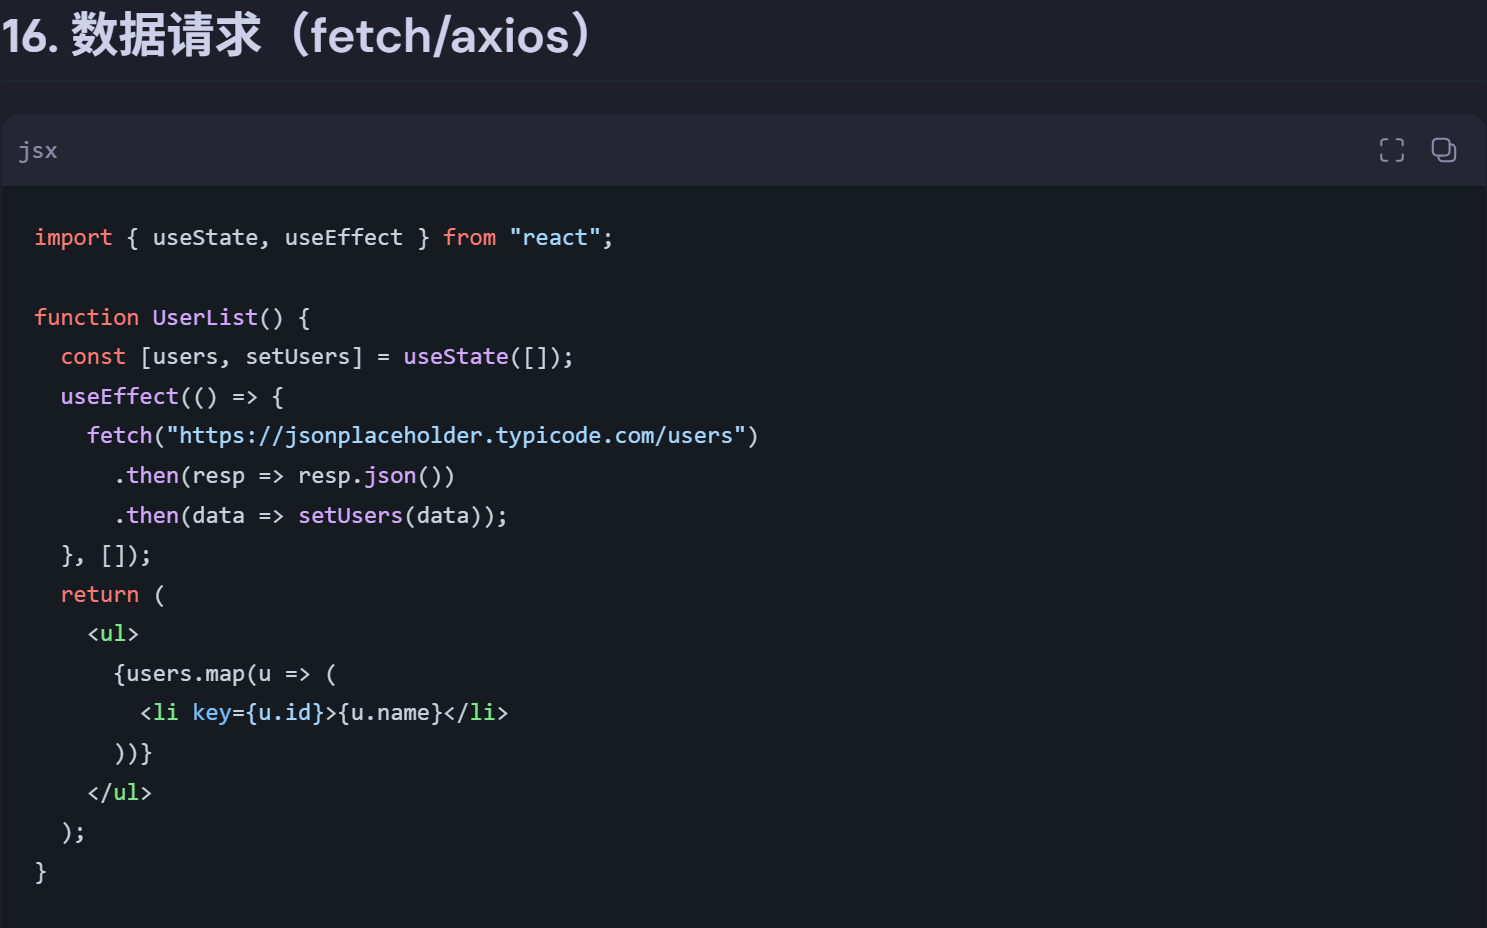 16. 数据请求（fetch/axios）
jsx
import { useState, useEffect } from "react";
function UserList() {
  const [users, setUsers] = useState([]);
  useEffect(() => {
    fetch("https://jsonplaceholder.typicode.com/users")
      .then(resp => resp.json())
      .then(data => setUsers(data));
  }, []);
  return (
    <ul>
      {users.map(u => (
        <li key={u.id}>{u.name}</li>
      ))}
    </ul>
  );
}